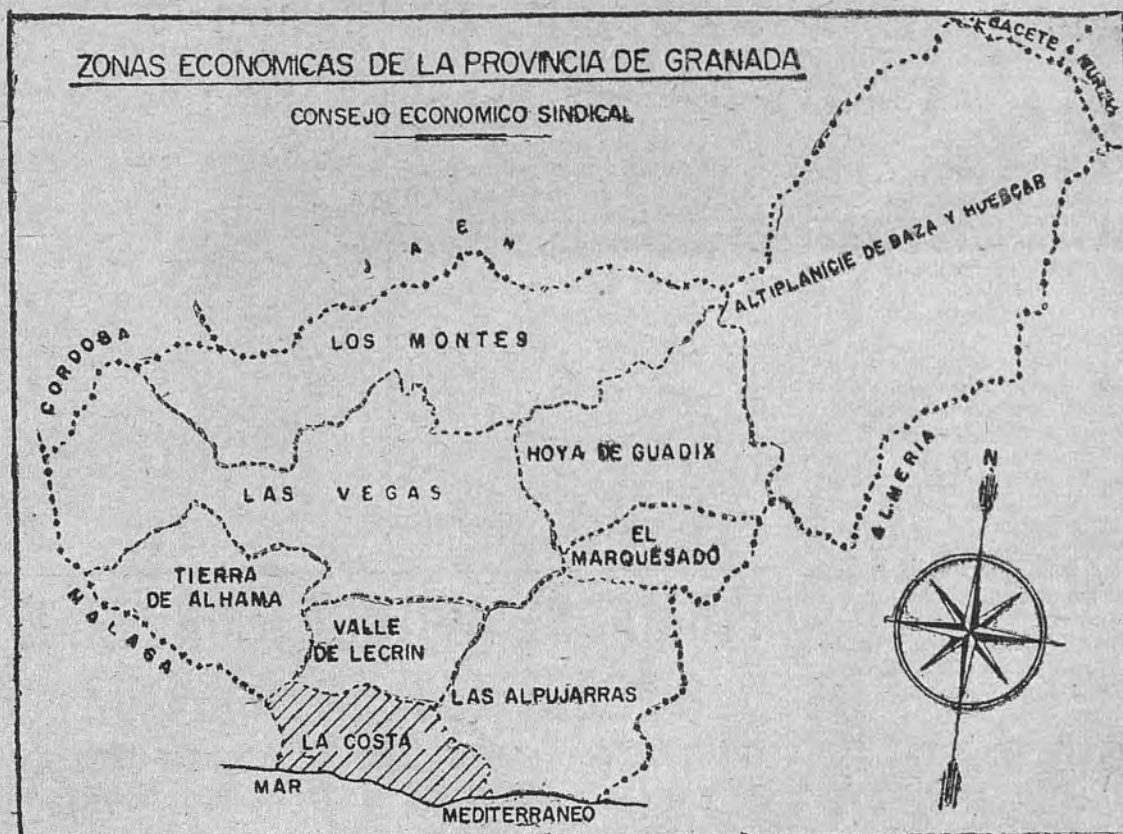 ZONAS ECONOMICAS DE LA PROVINCIA DE GRANADA
CONSEJO ECONOMICO SINDICAL
MURCIA
JAEN
ALTIPLANICIE DE BAZA Y HUESCAR
CORDOBA
LOS MONTES
HOYA DE GUADIX
LAS VEGAS
ALMERIA
N
EL
MARQUESADO
TIERRA
DE ALHAMA
MALAGA
VALLE
DE LECRIN
LAS ALPUJARRAS
LA COSTA
MAR
MEDITERRANEO